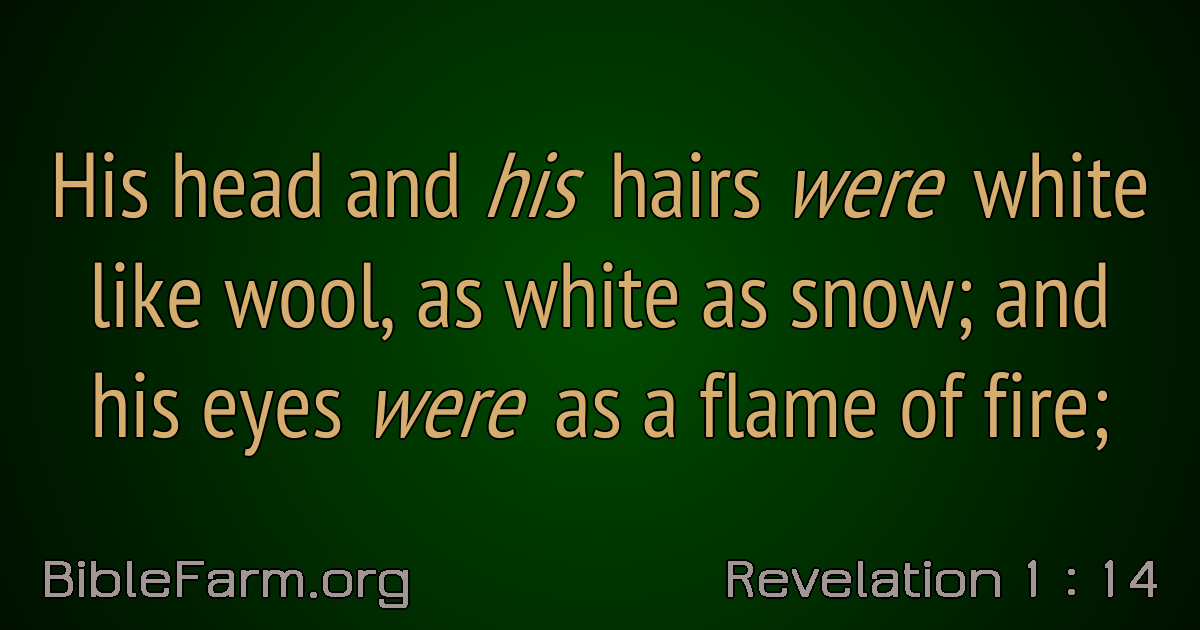 His head and his hairs were white
like wool, as white as snow; and
his eyes were as a flame of fire;
BibleFarm.org
Revelation 1 : 14